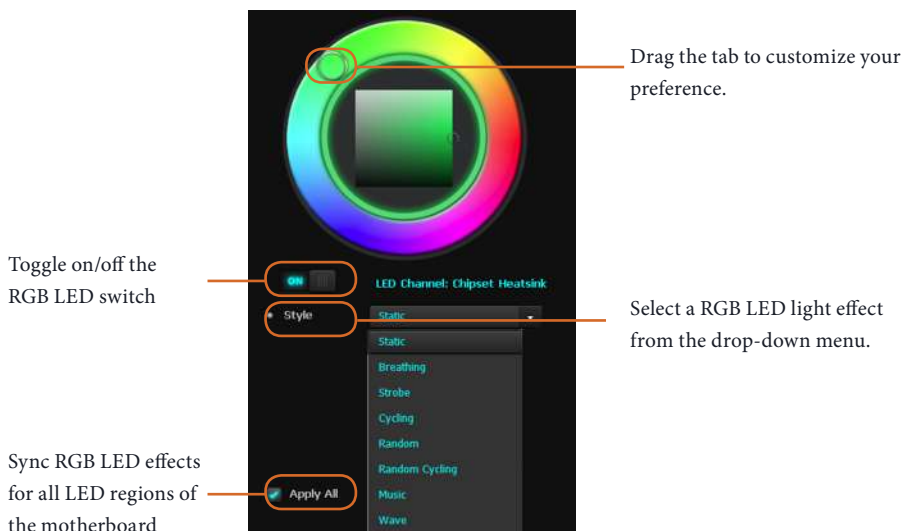 Drag the tab to customize your
preference.
Toggle on/off the
RGB LED switch
ON
LED Channel: Chipset Heatsink
Style
Static
Select a RGB LED light effect
from the drop-down menu.
Static
Breathing
Strobe
Cycling
Random
Random Cycling
Music
Wave
Sync RGB LED effects
for all LED regions of
the motherboard
Apply All